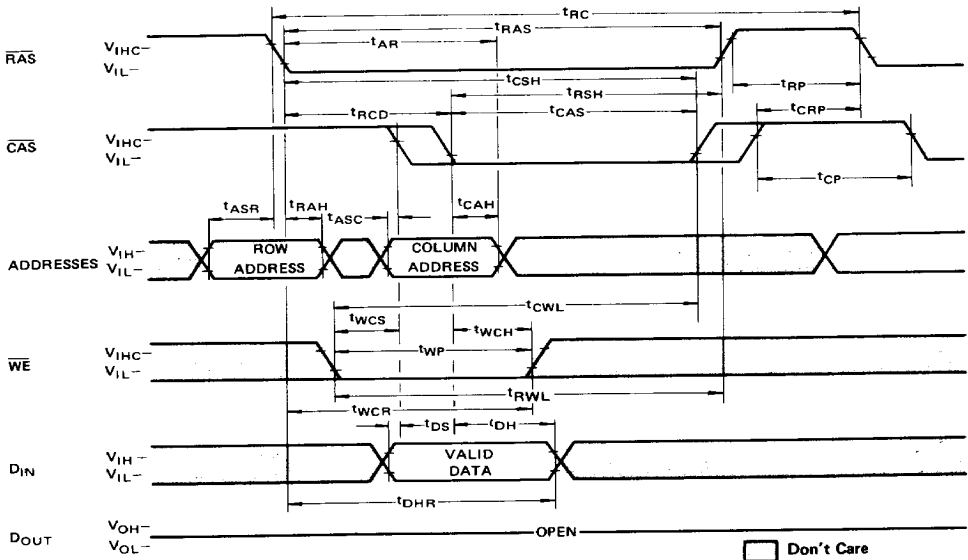 tRC
tRAS
tAR
RAS
VIHC–
VIL–
tCSH
tRSH
tRP
tRCD
tCAS
tCRP
CAS
VIHC–
VIL–
tCP
tASR
tRAH
tASC
tCAH
ADDRESSES
VIH–
VIL–
ROW ADDRESS
COLUMN ADDRESS
tCWL
tWCS
tWCH
WE
VIHC–
VIL–
tWP
tRWL
tWCR
tDS
tDH
DIN
VIH–
VIL–
VALID DATA
tDHR
DOUT
VOH–
VOL–
OPEN
Don't Care